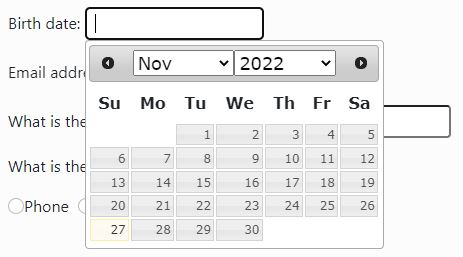 Birth date:
Nov 2022
Email addre
Su Mo Tu We Th Fr Sa
What is the
1 2 3 4 5
6 7 8 9 10 11 12
What is the
13 14 15 16 17 18 19
20 21 22 23 24 25 26
Phone
27 28 29 30